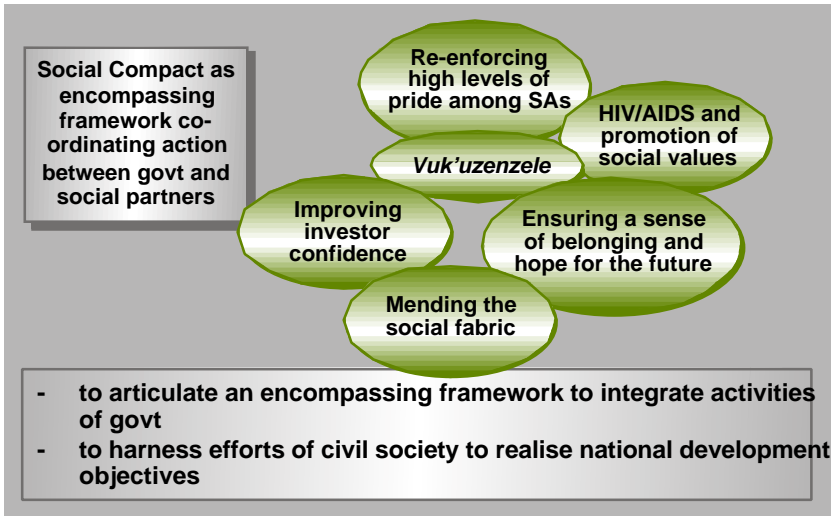 Social Compact as
encompassing
framework co-
ordinating action
between govt and
social partners
Re-enforcing
high levels of
pride among SAs
HIV/AIDS and
promotion of
social values
Vuk'uzenzele
Improving
investor
confidence
Ensuring a sense
of belonging and
hope for the future
Mending the
social fabric
- to articulate an encompassing framework to integrate activities
of govt
- to harness efforts of civil society to realise national development
objectives